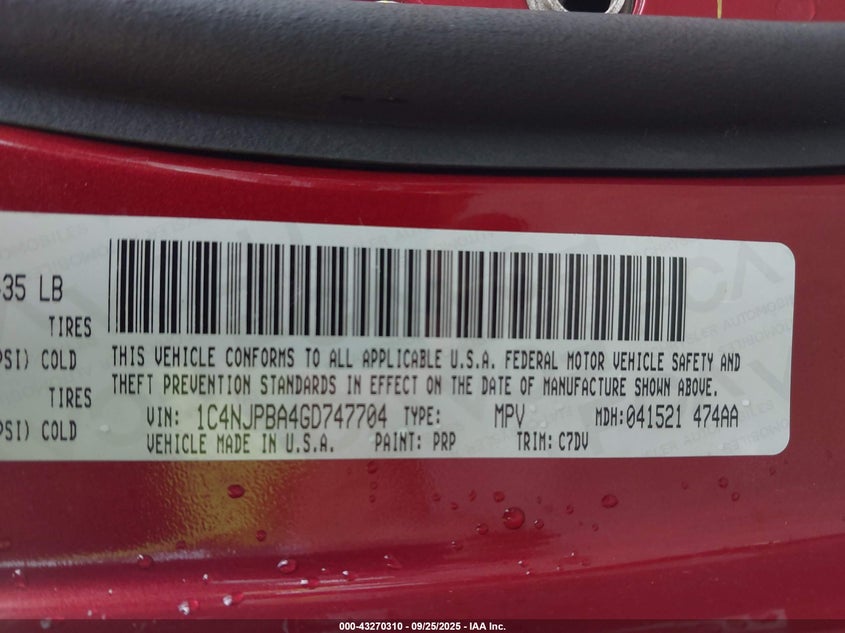 35 LB
TIRES
PSI) COLD
TIRES
PSI) COLD
THIS VEHICLE CONFORMS TO ALL APPLICABLE U.S.A. FEDERAL MOTOR VEHICLE SAFETY AND
THEFT PREVENTION STANDARDS IN EFFECT ON THE DATE OF MANUFACTURE SHOWN ABOVE.
VIN: 1C4NJPBA4GD747704 TYPE: MPV MDH:041521 474AA
VEHICLE MADE IN U.S.A. PAINT: PRP TRIM: C7DV
000-43270310 - 09/25/2025 - IAA Inc.